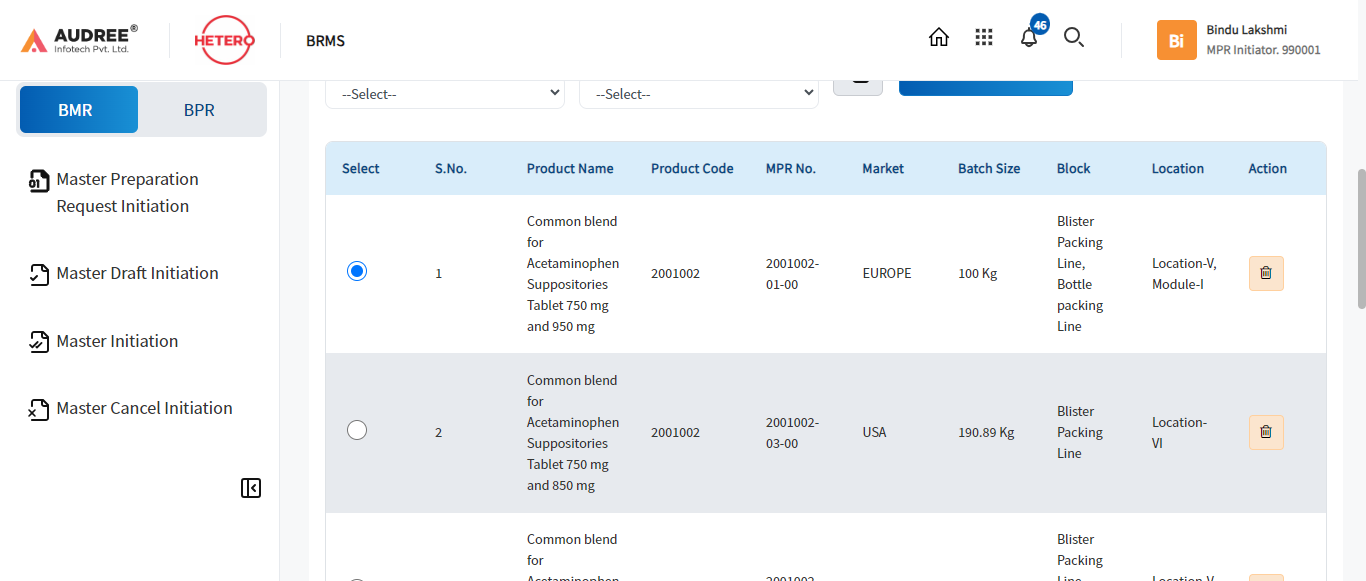 AUDREE®
Infotech Pvt. Ltd.
HETERO
BRMS
46
Bi
Bindu Lakshmi
MPR Initiator. 990001
BMR
BPR
Master Preparation
Request Initiation
Master Draft Initiation
Master Initiation
Master Cancel Initiation
--Select--
--Select--
Select S.No. Product Name Product Code MPR No. Market Batch Size Block Location Action
1
Common blend
for
Acetaminophen
Suppositories
Tablet 750 mg
and 950 mg
2001002
2001002-
01-00
EUROPE
100 Kg
Blister
Packing
Line,
Bottle
packing
Line
Location-V,
Module-I
2
Common blend
for
Acetaminophen
Suppositories
Tablet 750 mg
and 850 mg
2001002
2001002-
03-00
USA
190.89 Kg
Blister
Packing
Line
Location-
VI
Common blend
for
Acetaminophen
2001002-
Blister
Packing
Location-V